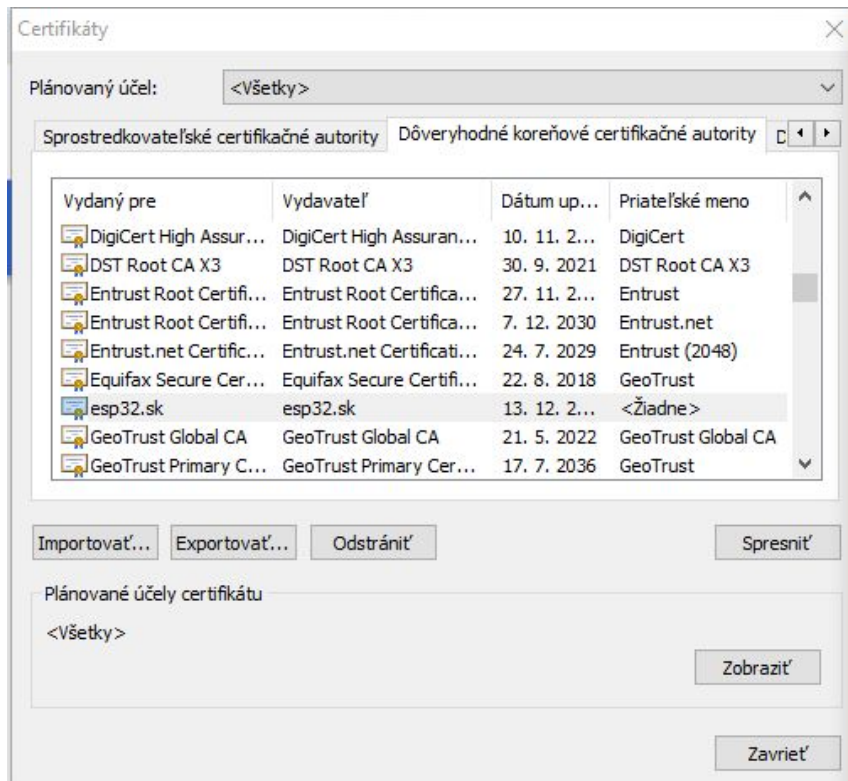 Certifikáty
Plánovaný účel: <Všetky>
Sprostredkovateľské certifikačné autority Dôveryhodné koreňové certifikačné autority D
Vydaný pre Vydavateľ Dátum up... Priateľské meno
DigiCert High Assur... DigiCert High Assuran... 10. 11. 2... DigiCert
DST Root CA X3 DST Root CA X3 30. 9. 2021 DST Root CA X3
Entrust Root Certifi... Entrust Root Certifica... 27. 11. 2... Entrust
Entrust Root Certifi... Entrust Root Certifica... 7. 12. 2030 Entrust.net
Entrust.net Certific... Entrust.net Certificati... 24. 7. 2029 Entrust (2048)
Equifax Secure Cer... Equifax Secure Certifi... 22. 8. 2018 GeoTrust
esp32.sk esp32.sk 13. 12. 2... <Žiadne>
GeoTrust Global CA GeoTrust Global CA 21. 5. 2022 GeoTrust Global CA
GeoTrust Primary C... GeoTrust Primary Cer... 17. 7. 2036 GeoTrust
Importovať... Exportovať... Odstrániť Spresniť
Plánované účely certifikátu
<Všetky>
Zobraziť
Zavrieť